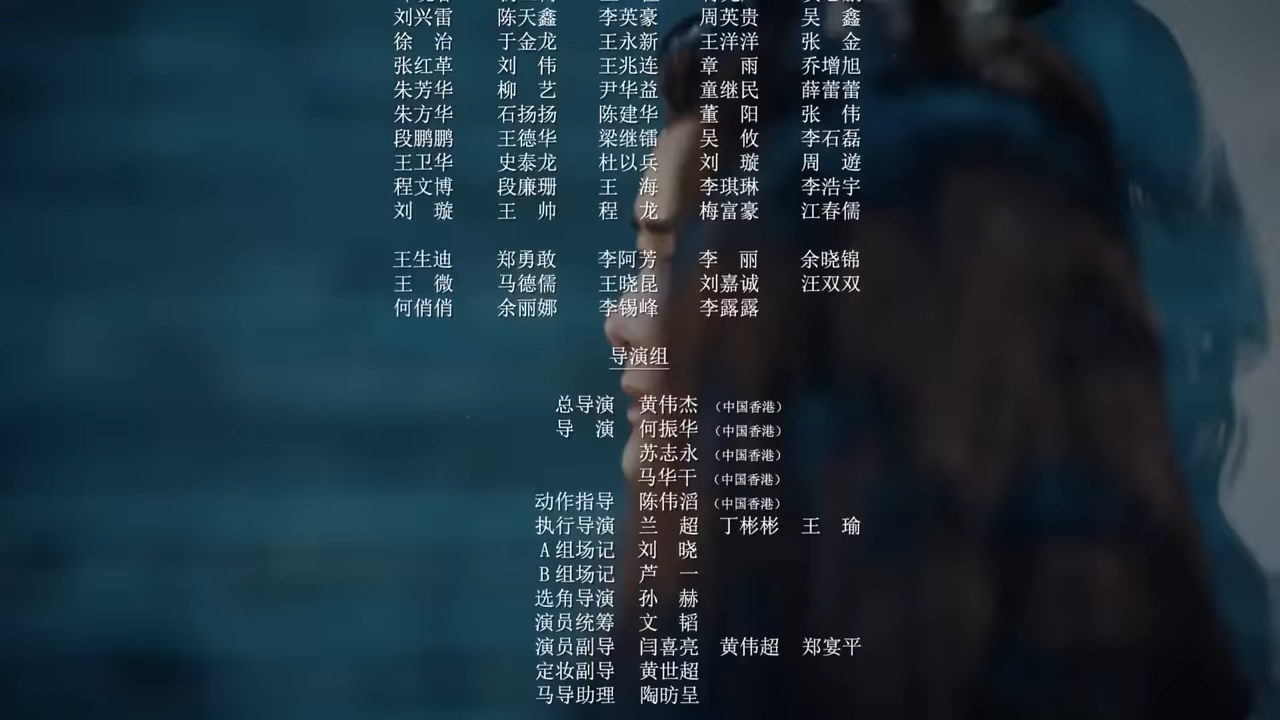 刘兴雷 陈天鑫 李英豪 周英贵 吴 鑫
徐 治 于金龙 王永新 王洋洋 张 金
张红革 刘 伟 王兆连 章 雨 乔增旭
朱芳华 柳 艺 尹华益 童继民 薛蕾蕾
朱方华 石扬扬 陈建华 董 阳 张 伟
段鹏鹏 王德华 梁继镭 吴 攸 李石磊
王卫华 史泰龙 杜以兵 刘 璇 周 遊
程文博 段廉珊 王 海 李琪琳 李浩宇
刘 璇 王 帅 程 龙 梅富豪 江春儒
王生迪 郑勇敢 李阿芳 李 丽 余晓锦
王 微 马德儒 王晓昆 刘嘉诚 汪双双
何俏俏 余丽娜 李锡峰 李露露
导演组
总导演 黄伟杰 （中国香港）
导 演 何振华 （中国香港）
苏志永 （中国香港）
马华干 （中国香港）
动作指导 陈伟滔 （中国香港）
执行导演 兰 超 丁彬彬 王 瑜
A组场记 刘 晓
B组场记 芦 一
选角导演 孙 赫
演员统筹 文 韬
演员副导 闫喜亮 黄伟超 郑宴平
定妆副导 黄世超
马导助理 陶昉呈